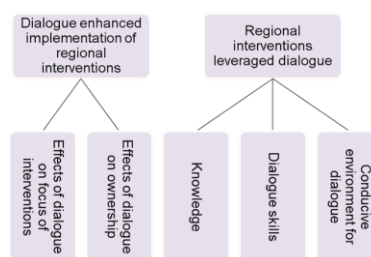 Dialogue enhanced
implementation of
regional
interventions
Regional
interventions
leveraged dialogue
Effects of dialogue
on focus of
interventions
Effects of dialogue
on ownership
Knowledge
Dialogue skills
Conducive
environment for
dialogue